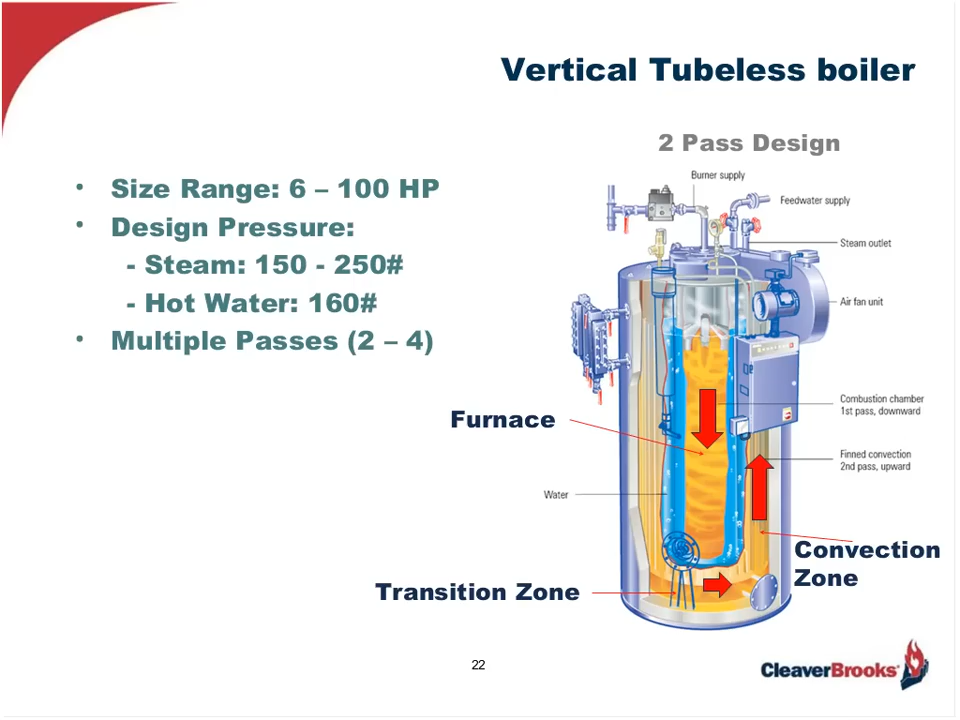 Vertical Tubeless boiler
2 Pass Design
• Size Range: 6 – 100 HP
• Design Pressure:
- Steam: 150 - 250#
- Hot Water: 160#
• Multiple Passes (2 – 4)
Burner supply
Feedwater supply
Steam outlet
Air fan unit
Combustion chamber
1st pass, downward
Furnace
Finned convection
2nd pass, upward
Water
Convection
Zone
Transition Zone
22
CleaverBrooks